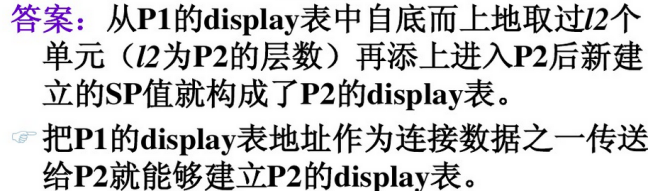 答案：从P1的display表中自底而上地取过l2个
单元（l2为P2的层数）再添上进入P2后新建
立的SP值就构成了P2的display表。
☞把P1的display表地址作为连接数据之一传送
给P2就能够建立P2的display表。